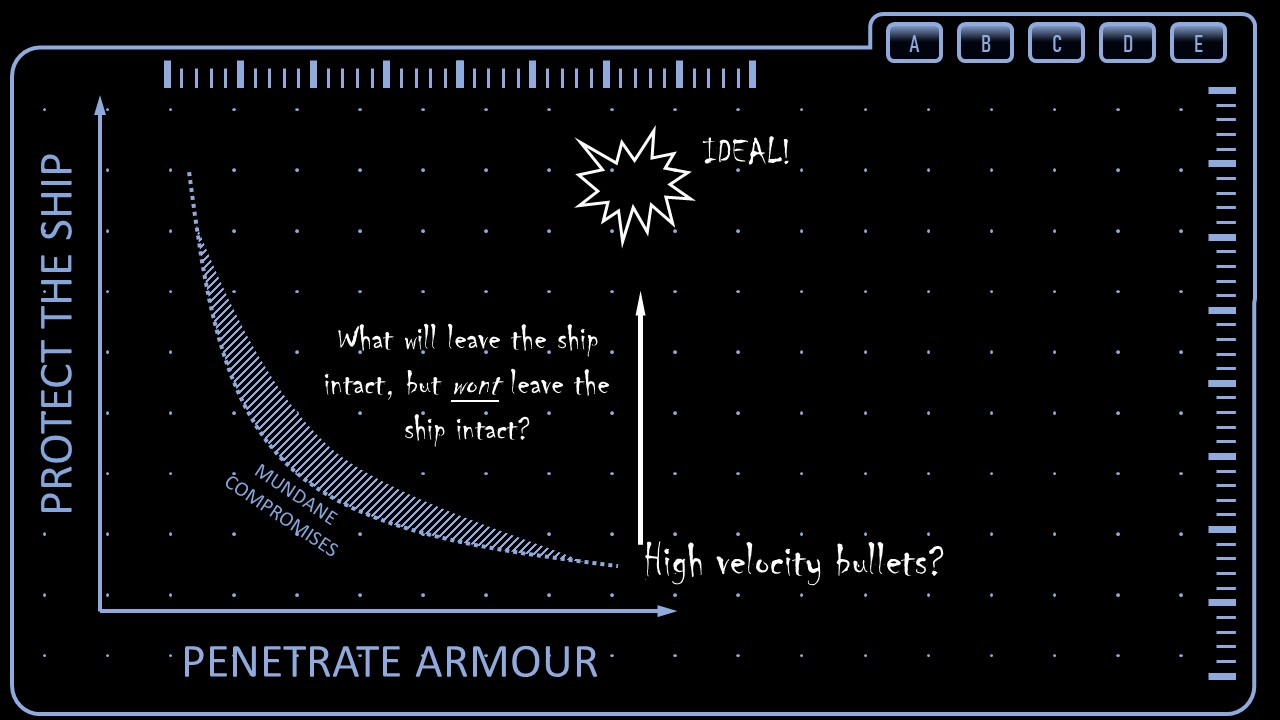 A B C D E
IDEAL!
PROTECT THE SHIP
What will leave the ship
intact, but wont leave the
ship intact?
MUNDANE
COMPROMISES
High velocity bullets?
PENETRATE ARMOUR